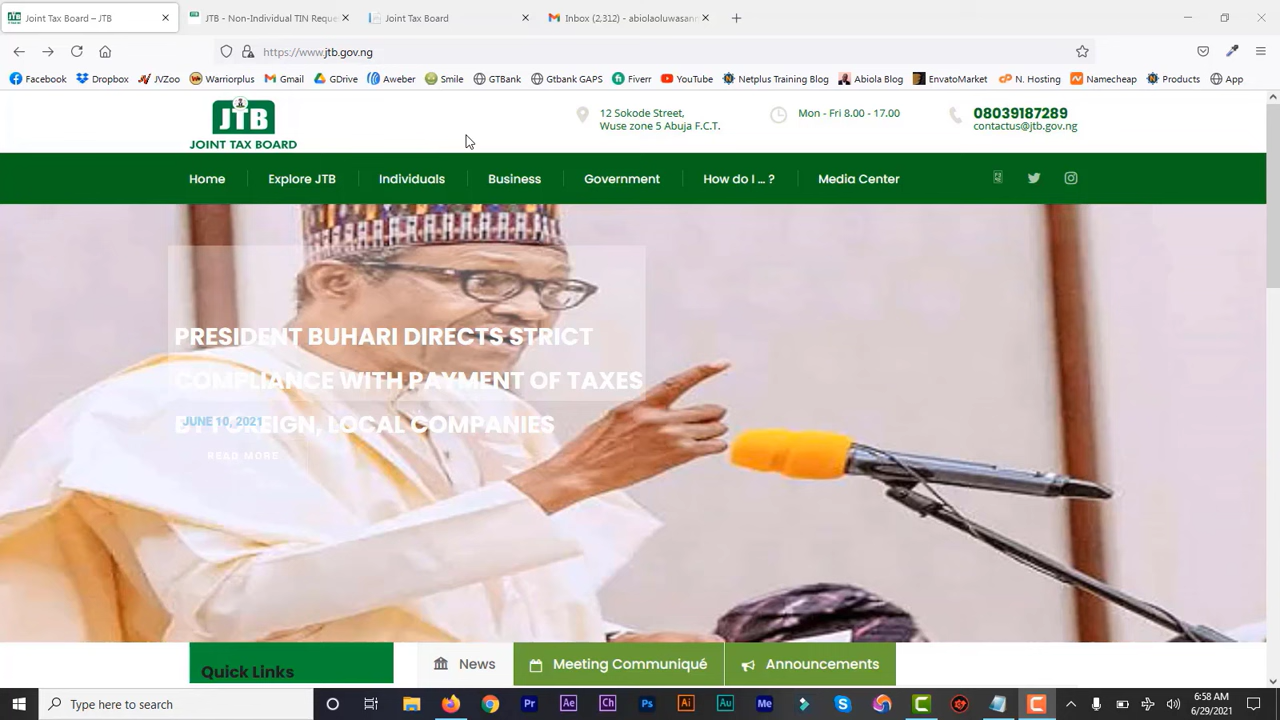 Joint Tax Board – JTB
JTB - Non-Individual TIN Reque
Joint Tax Board
Inbox (2,312) - abiolaoluwasan
https://www.jtb.gov.ng
Facebook Dropbox JVZoo Warriorplus Gmail GDrive Aweber Smile GTBank Gtbank GAPS Fiverr YouTube Netplus Training Blog Abiola Blog EnvatoMarket N. Hosting Namecheap Products App
JTB
JOINT TAX BOARD
12 Sokode Street,
Wuse zone 5 Abuja F.C.T.
Mon - Fri 8.00 - 17.00
08039187289
contactus@jtb.gov.ng
Home Explore JTB Individuals Business Government How do I ... ? Media Center
PRESIDENT BUHARI DIRECTS STRICT
COMPLIANCE WITH PAYMENT OF TAXES
BY FOREIGN, LOCAL COMPANIES
JUNE 10, 2021
READ MORE
Quick Links
News Meeting Communiqué Announcements
Type here to search
6:58 AM
6/29/2021